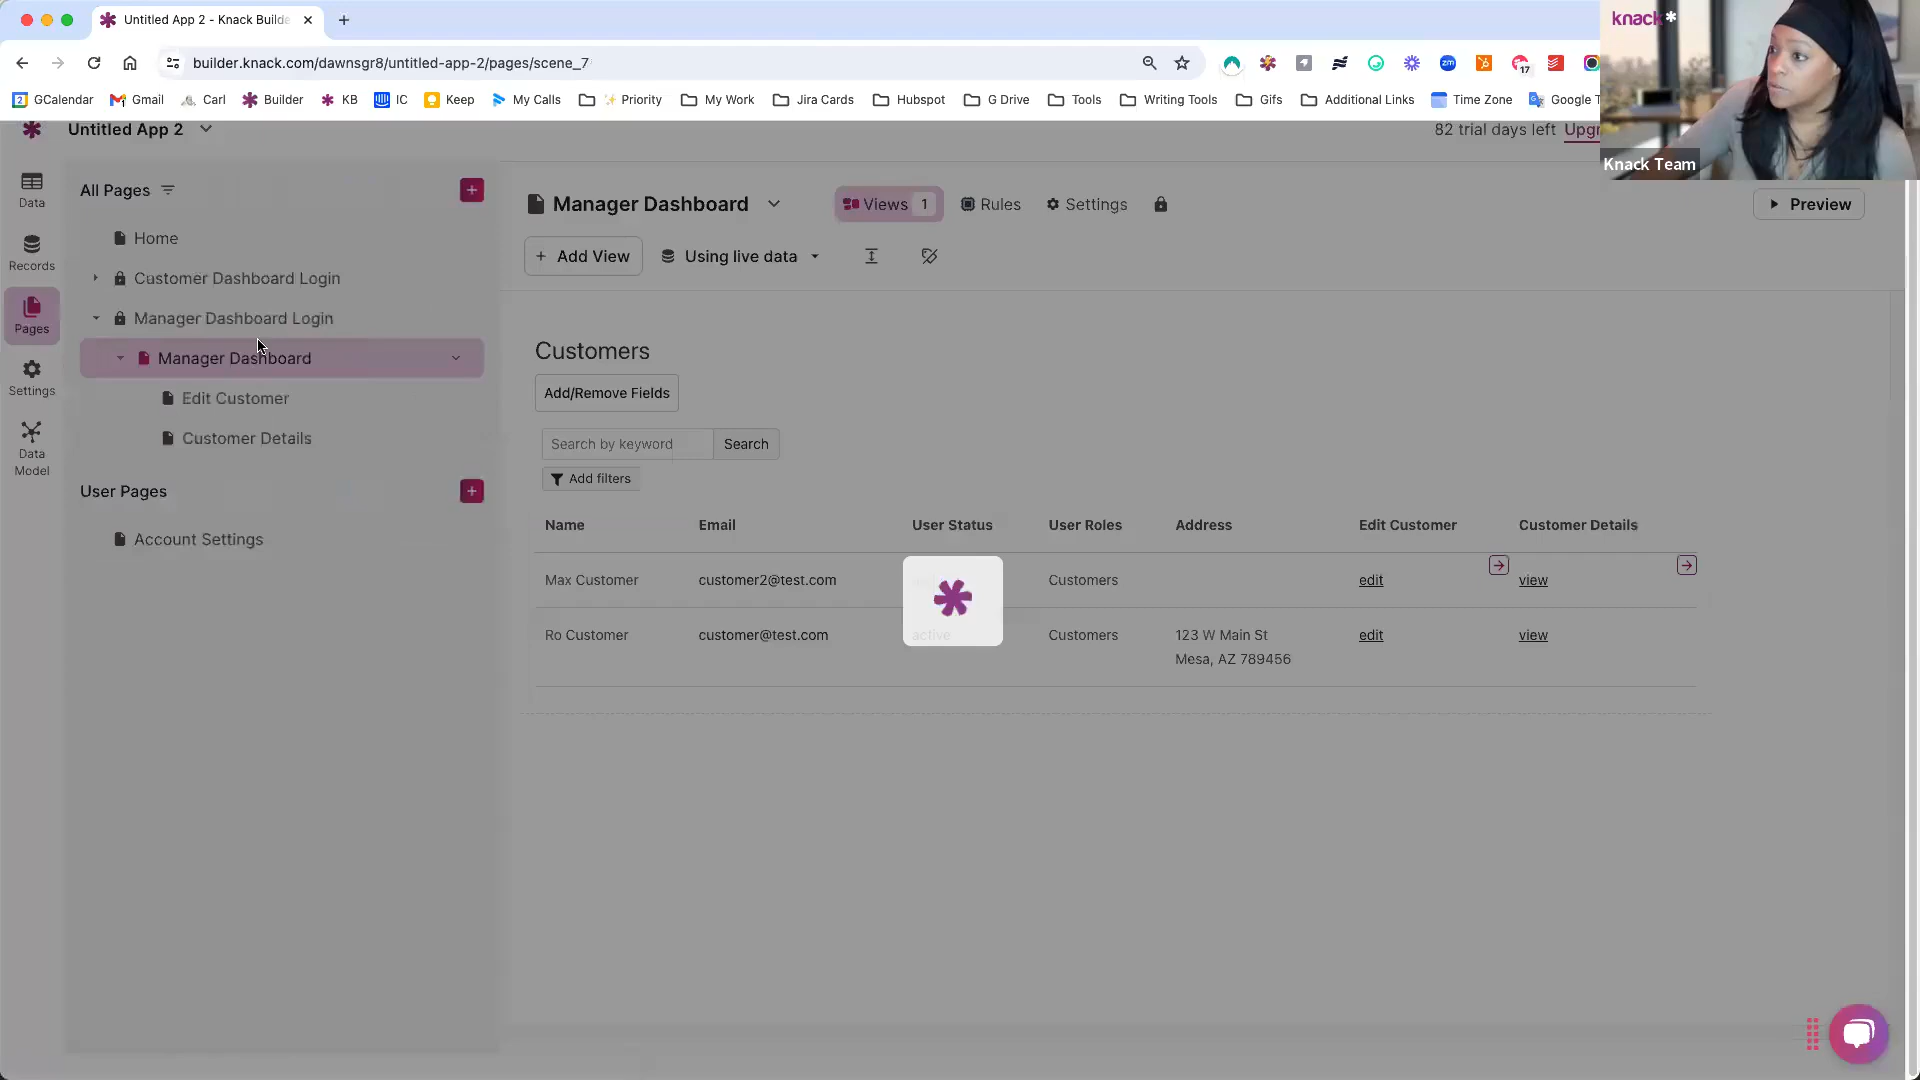 Untitled App 2 - Knack Builde
builder.knack.com/dawnsgr8/untitled-app-2/pages/scene_7
17
GCalendar Gmail Carl Builder KB IC Keep My Calls Priority My Work Jira Cards Hubspot G Drive Tools Writing Tools Gifs Additional Links Time Zone Google T
knack*
Knack Team
Untitled App 2
82 trial days left Upgr
Data
Records
Pages
Settings
Data
Model
All Pages
Home
Customer Dashboard Login
Manager Dashboard Login
Manager Dashboard
Edit Customer
Customer Details
User Pages
Account Settings
Manager Dashboard Views 1 Rules Settings Preview
+ Add View Using live data
Customers
Add/Remove Fields
Search by keyword Search
Add filters
Name Email User Status User Roles Address Edit Customer Customer Details
Max Customer customer2@test.com Customers edit view
Ro Customer customer@test.com active Customers 123 W Main St edit view
Mesa, AZ 789456